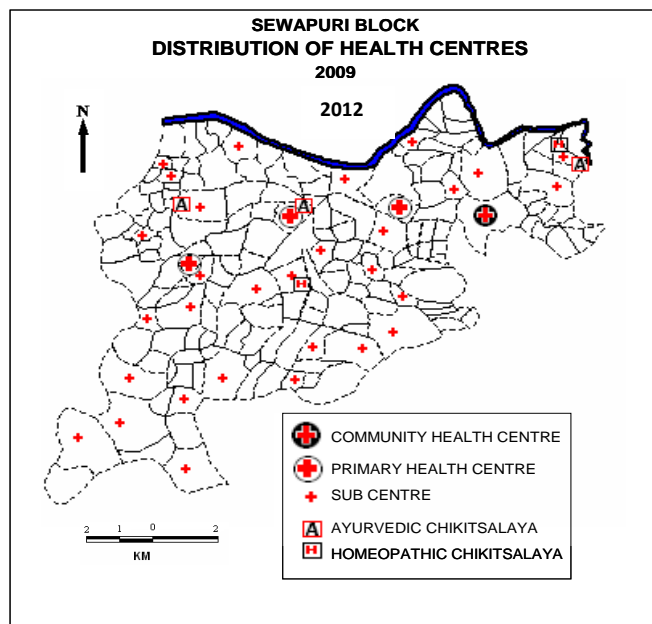 SEWAPURI BLOCK
DISTRIBUTION OF HEALTH CENTRES
2009
2012
N
A
A
A
H
H
COMMUNITY HEALTH CENTRE
PRIMARY HEALTH CENTRE
SUB CENTRE
A AYURVEDIC CHIKITSALAYA
H HOMEOPATHIC CHIKITSALAYA
2 1 0 2
KM